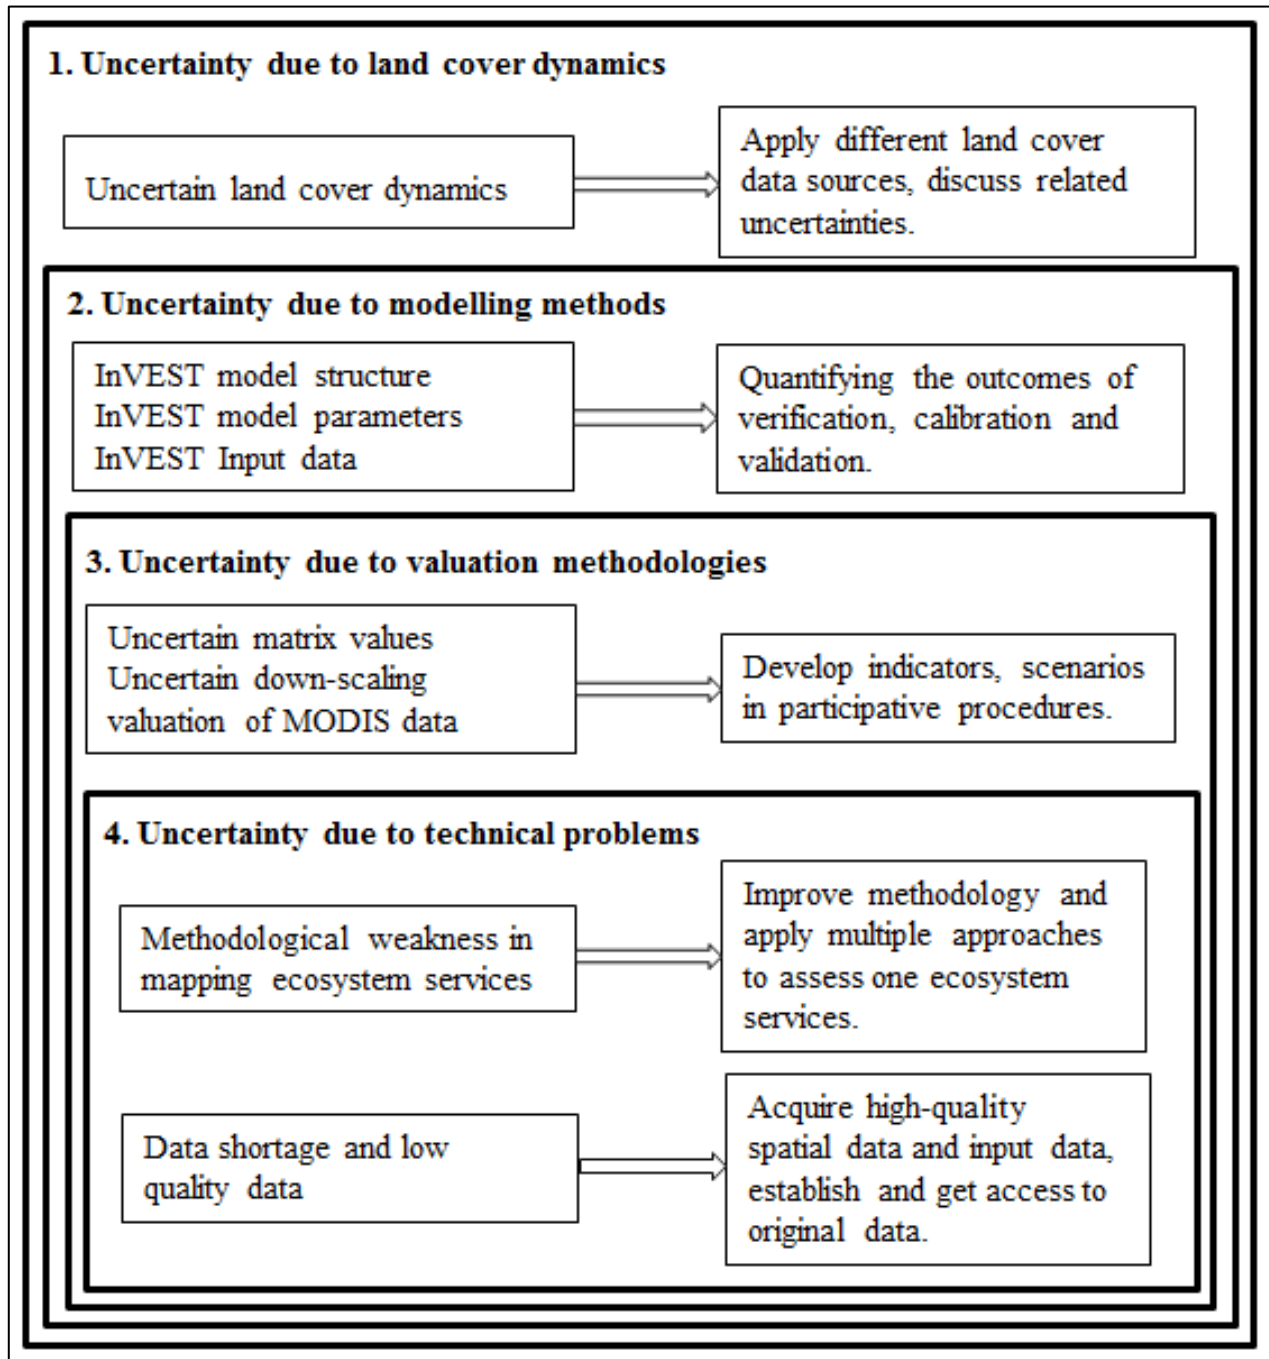 1. Uncertainty due to land cover dynamics
Uncertain land cover dynamics
Apply different land cover
data sources, discuss related
uncertainties.
2. Uncertainty due to modelling methods
InVEST model structure
InVEST model parameters
InVEST Input data
Quantifying the outcomes of
verification, calibration and
validation.
3. Uncertainty due to valuation methodologies
Uncertain matrix values
Uncertain down-scaling
valuation of MODIS data
Develop indicators, scenarios
in participative procedures.
4. Uncertainty due to technical problems
Methodological weakness in
mapping ecosystem services
Improve methodology and
apply multiple approaches
to assess one ecosystem
services.
Data shortage and low
quality data
Acquire high-quality
spatial data and input data,
establish and get access to
original data.